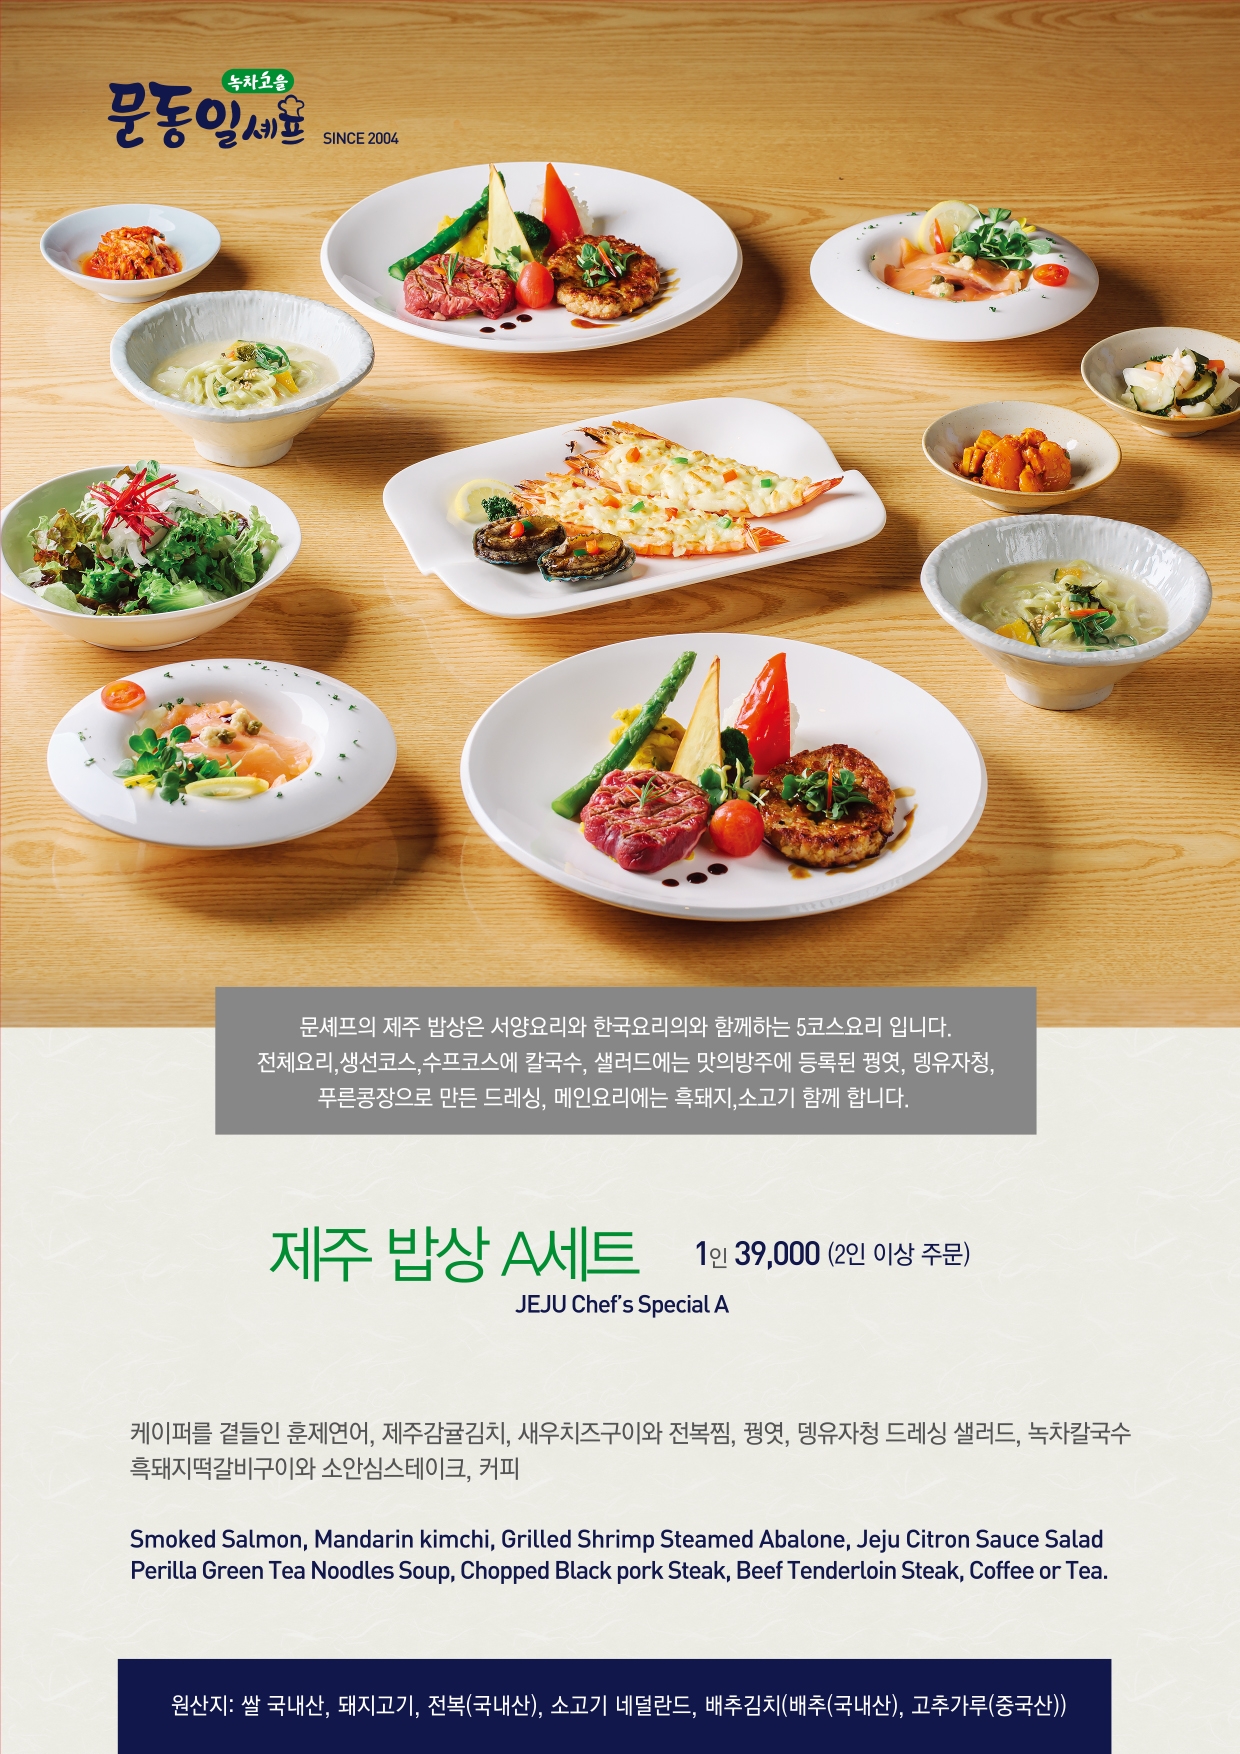 녹차고을
문동일셰프 SINCE 2004
문셰프의 제주 밥상은 서양요리와 한국요리의와 함께하는 5코스요리 입니다.
전체요리,생선코스,수프코스에 칼국수, 샐러드에는 맛의방주에 등록된 꿩엿, 뎅유자청,
푸른콩장으로 만든 드레싱, 메인요리에는 흑돼지,소고기 함께 합니다.
제주 밥상 A세트 1인 39,000 (2인 이상 주문)
JEJU Chef's Special A
케이퍼를 곁들인 훈제연어, 제주감귤김치, 새우치즈구이와 전복찜, 꿩엿, 뎅유자청 드레싱 샐러드, 녹차칼국수
흑돼지떡갈비구이와 소안심스테이크, 커피
Smoked Salmon, Mandarin kimchi, Grilled Shrimp Steamed Abalone, Jeju Citron Sauce Salad
Perilla Green Tea Noodles Soup, Chopped Black pork Steak, Beef Tenderloin Steak, Coffee or Tea.
원산지: 쌀 국내산, 돼지고기, 전복(국내산), 소고기 네덜란드, 배추김치(배추(국내산), 고추가루(중국산))